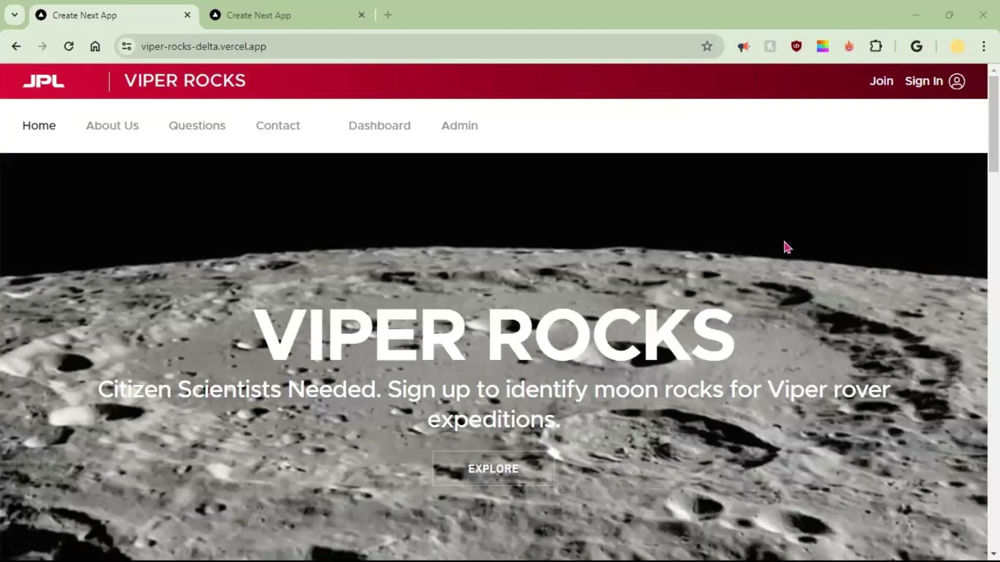 Create Next App
Create Next App
viper-rocks-delta.vercel.app
JPL
VIPER ROCKS
Join
Sign In
Home
About Us
Questions
Contact
Dashboard
Admin
VIPER ROCKS
Citizen Scientists Needed. Sign up to identify moon rocks for Viper rover
expeditions.
EXPLORE